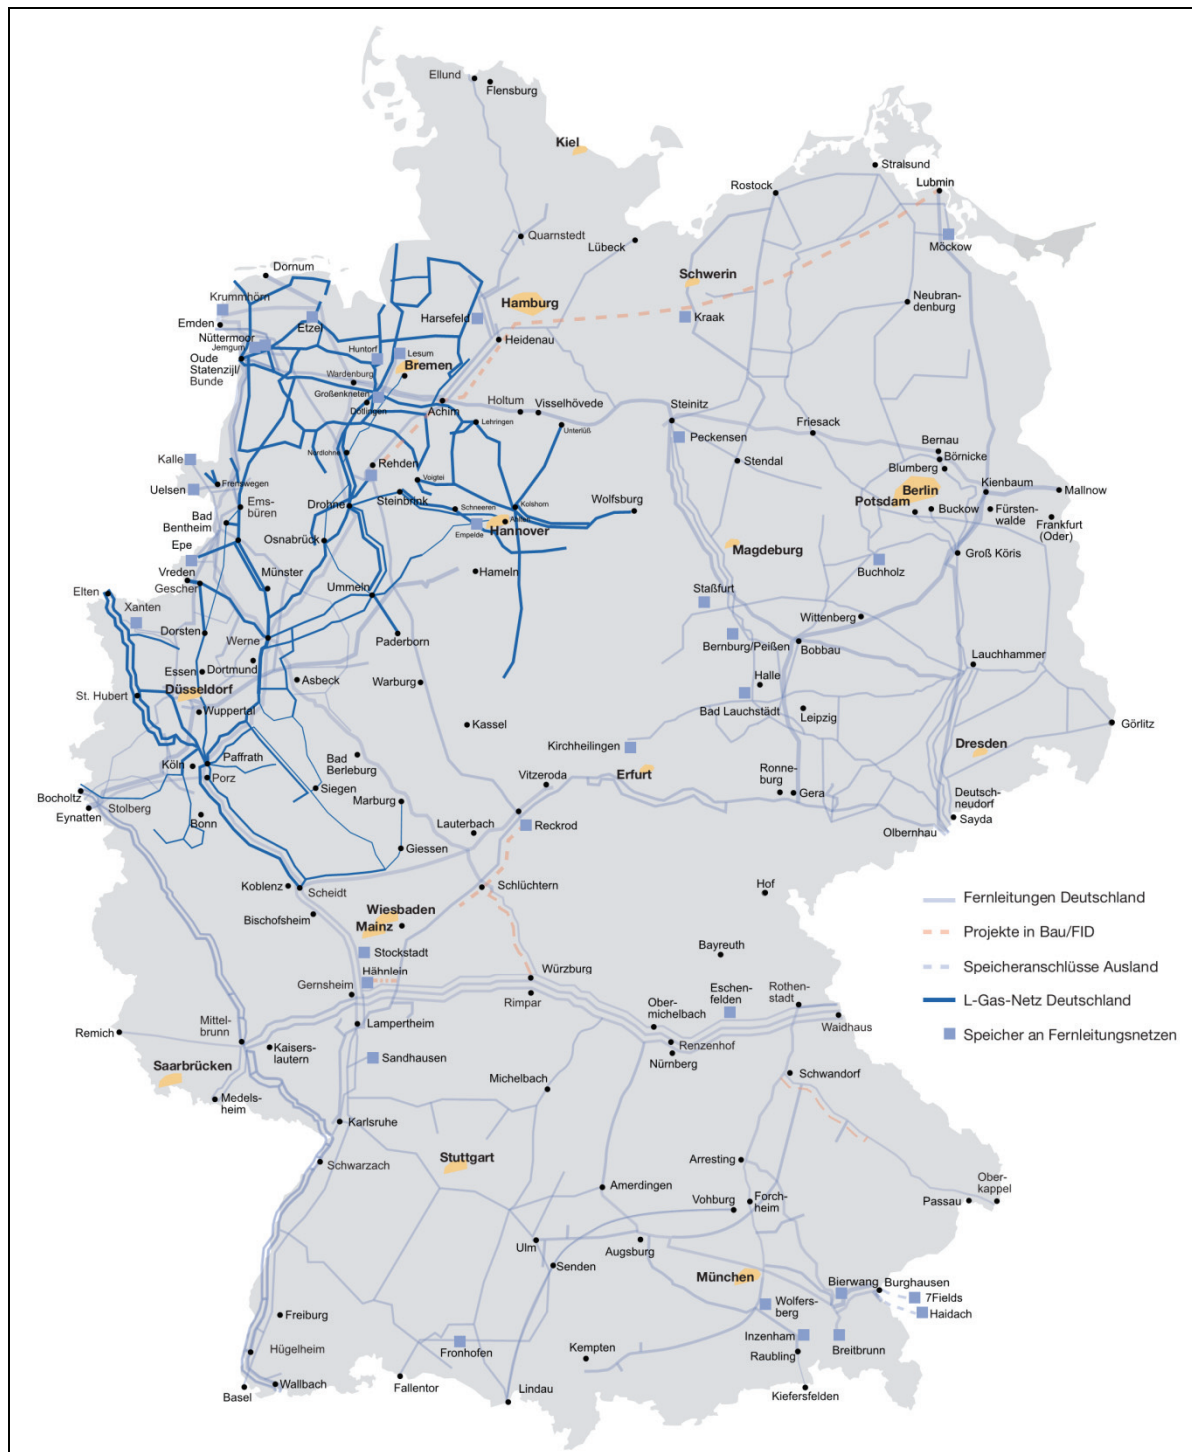 Ellund
Flensburg
Kiel
Stralsund
Rostock
Lubmin
Quarnstedt
Lübeck
Möckow
Dornum
Schwerin
Krummhörn
Hamburg
Neubran-
denburg
Emden
Etzel
Harsefeld
Kraak
Nüttermoor
Jemgum
Heidenau
Oude
Statenzijl/
Bunde
Huntorf
Lesum
Bremen
Wardenburg
Großenkneten
Döllingen
Achim
Holtum
Visselhövede
Steinitz
Lehringen
Unterlüß
Friesack
Peckensen
Bernau
Börnicke
Blumberg
Stendal
Nordlohne
Rehden
Kalle
Voigtei
Frenswegen
Uelsen
Berlin
Kienbaum
Mallnow
Potsdam
Buckow
Fürsten-
walde
Frankfurt
(Oder)
Ems-
büren
Drohne
Steinbrink
Schneeren
Kolshorn
Wolfsburg
Bad
Bentheim
Hannover
Empelde
Osnabrück
Magdeburg
Groß Köris
Epe
Buchholz
Vreden
Gescher
Münster
Ummeln
Hameln
Elten
Staßfurt
Xanten
Wittenberg
Dorsten
Werne
Paderborn
Bernburg/Peißen
Bobbau
Lauchhammer
Essen
Dortmund
Asbeck
Warburg
Halle
St. Hubert
Düsseldorf
Bad Lauchstädt
Wuppertal
Leipzig
Kassel
Görlitz
Kirchheilingen
Dresden
Paffrath
Köln
Porz
Bad
Berleburg
Vitzeroda
Erfurt
Ronne-
burg
Gera
Bocholtz
Stolberg
Siegen
Marburg
Deutsch-
neudorf
Eynatten
Bonn
Lauterbach
Reckrod
Sayda
Olbernhau
Giessen
Koblenz
Scheidt
Schlüchtern
Hof
Bischofsheim
Wiesbaden
Mainz
Fernleitungen Deutschland
Projekte in Bau/FID
Speicheranschlüsse Ausland
L-Gas-Netz Deutschland
Speicher an Fernleitungsnetzen
Stockstadt
Bayreuth
Hähnlein
Würzburg
Gernsheim
Eschen-
felden
Rothen-
stadt
Rimpar
Mittel-
brunn
Lampertheim
Ober-
michelbach
Waidhaus
Remich
Kaisers-
lautern
Renzenhof
Nürnberg
Sandhausen
Saarbrücken
Michelbach
Schwandorf
Medels-
heim
Karlsruhe
Stuttgart
Schwarzach
Arresting
Ober-
kappel
Amerdingen
Vohburg
Forch-
heim
Passau
Ulm
Augsburg
Senden
München
Bierwang
Burghausen
7Fields
Haidach
Wolfers-
berg
Freiburg
Inzenham
Breitbrunn
Fronhofen
Kempten
Raubling
Hügelheim
Wallbach
Basel
Fallentor
Lindau
Kiefersfelden